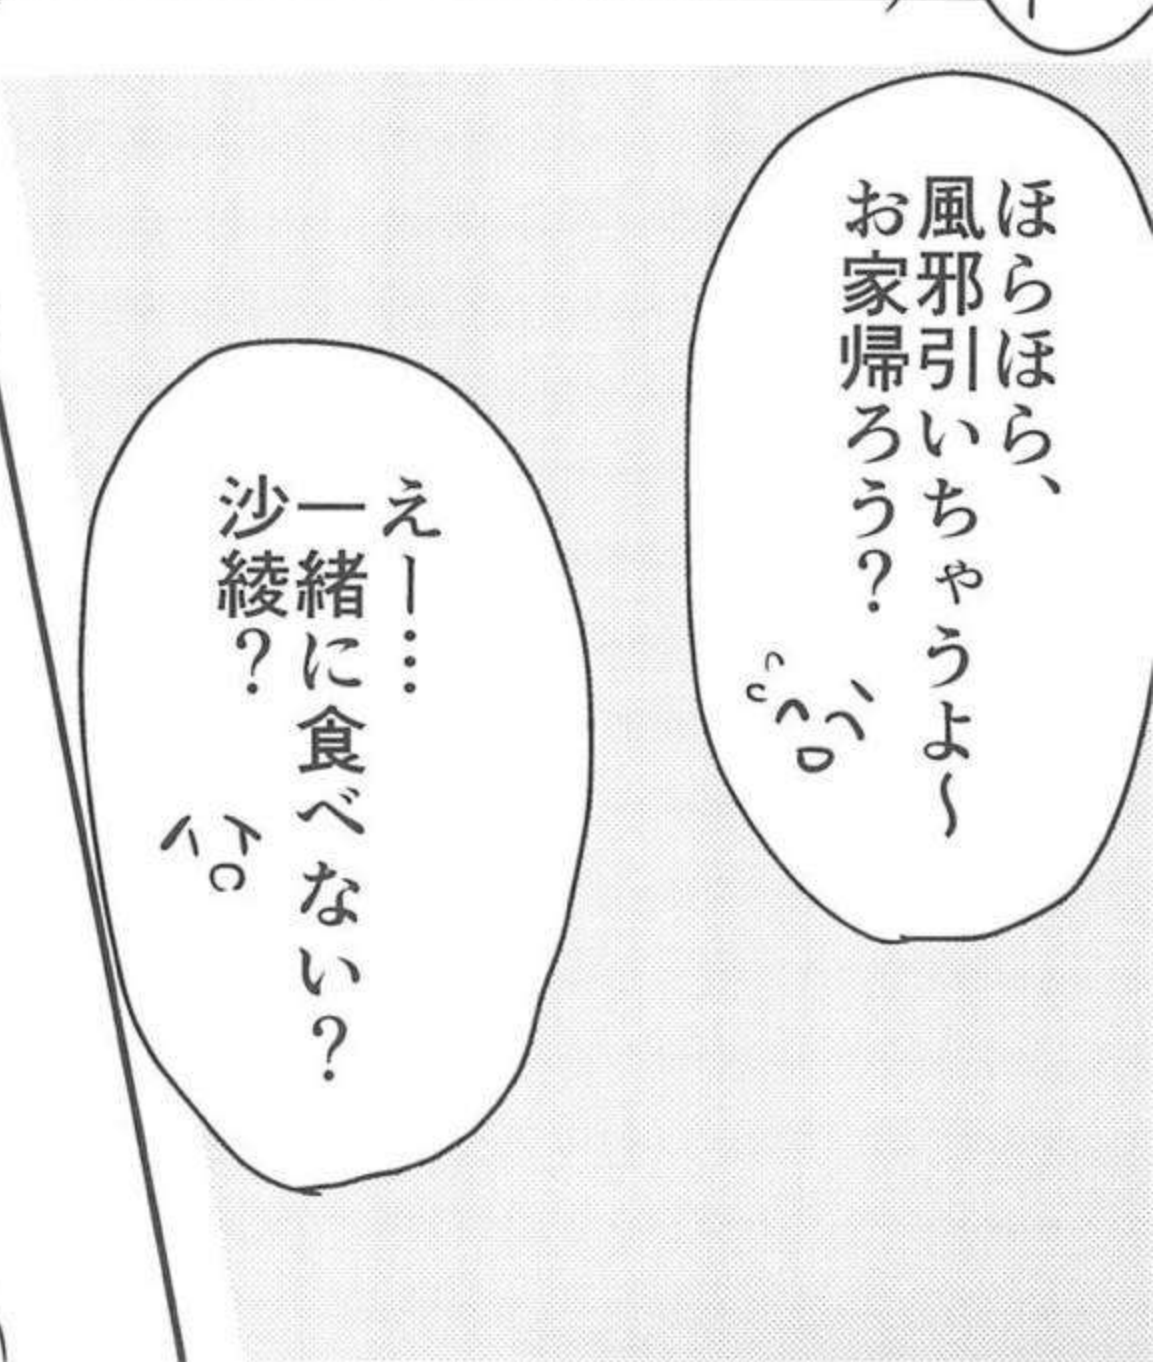 ほらほら、
風邪引いちゃうよ～
お家帰ろう？
えー…
一緒に食べない？
沙綾？